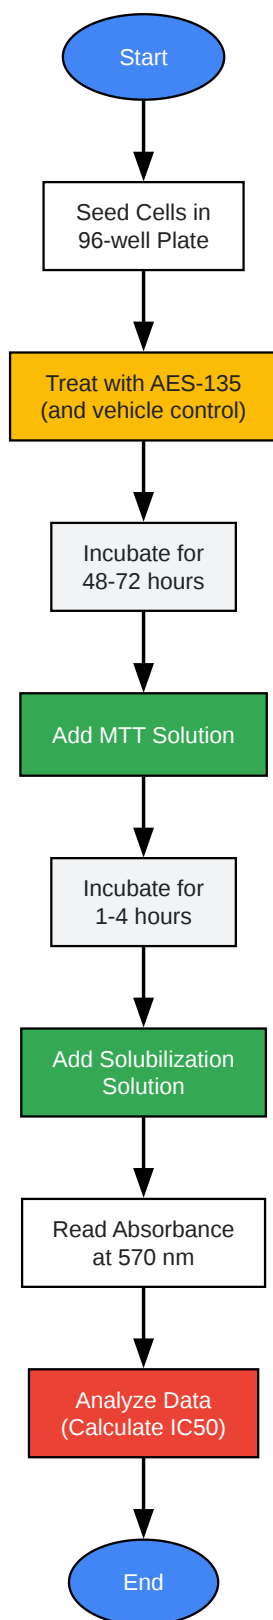 Start
Seed Cells in
96-well Plate
Treat with AES-135
(and vehicle control)
Incubate for
48-72 hours
Add MTT Solution
Incubate for
1-4 hours
Add Solubilization
Solution
Read Absorbance
at 570 nm
Analyze Data
(Calculate IC50)
End